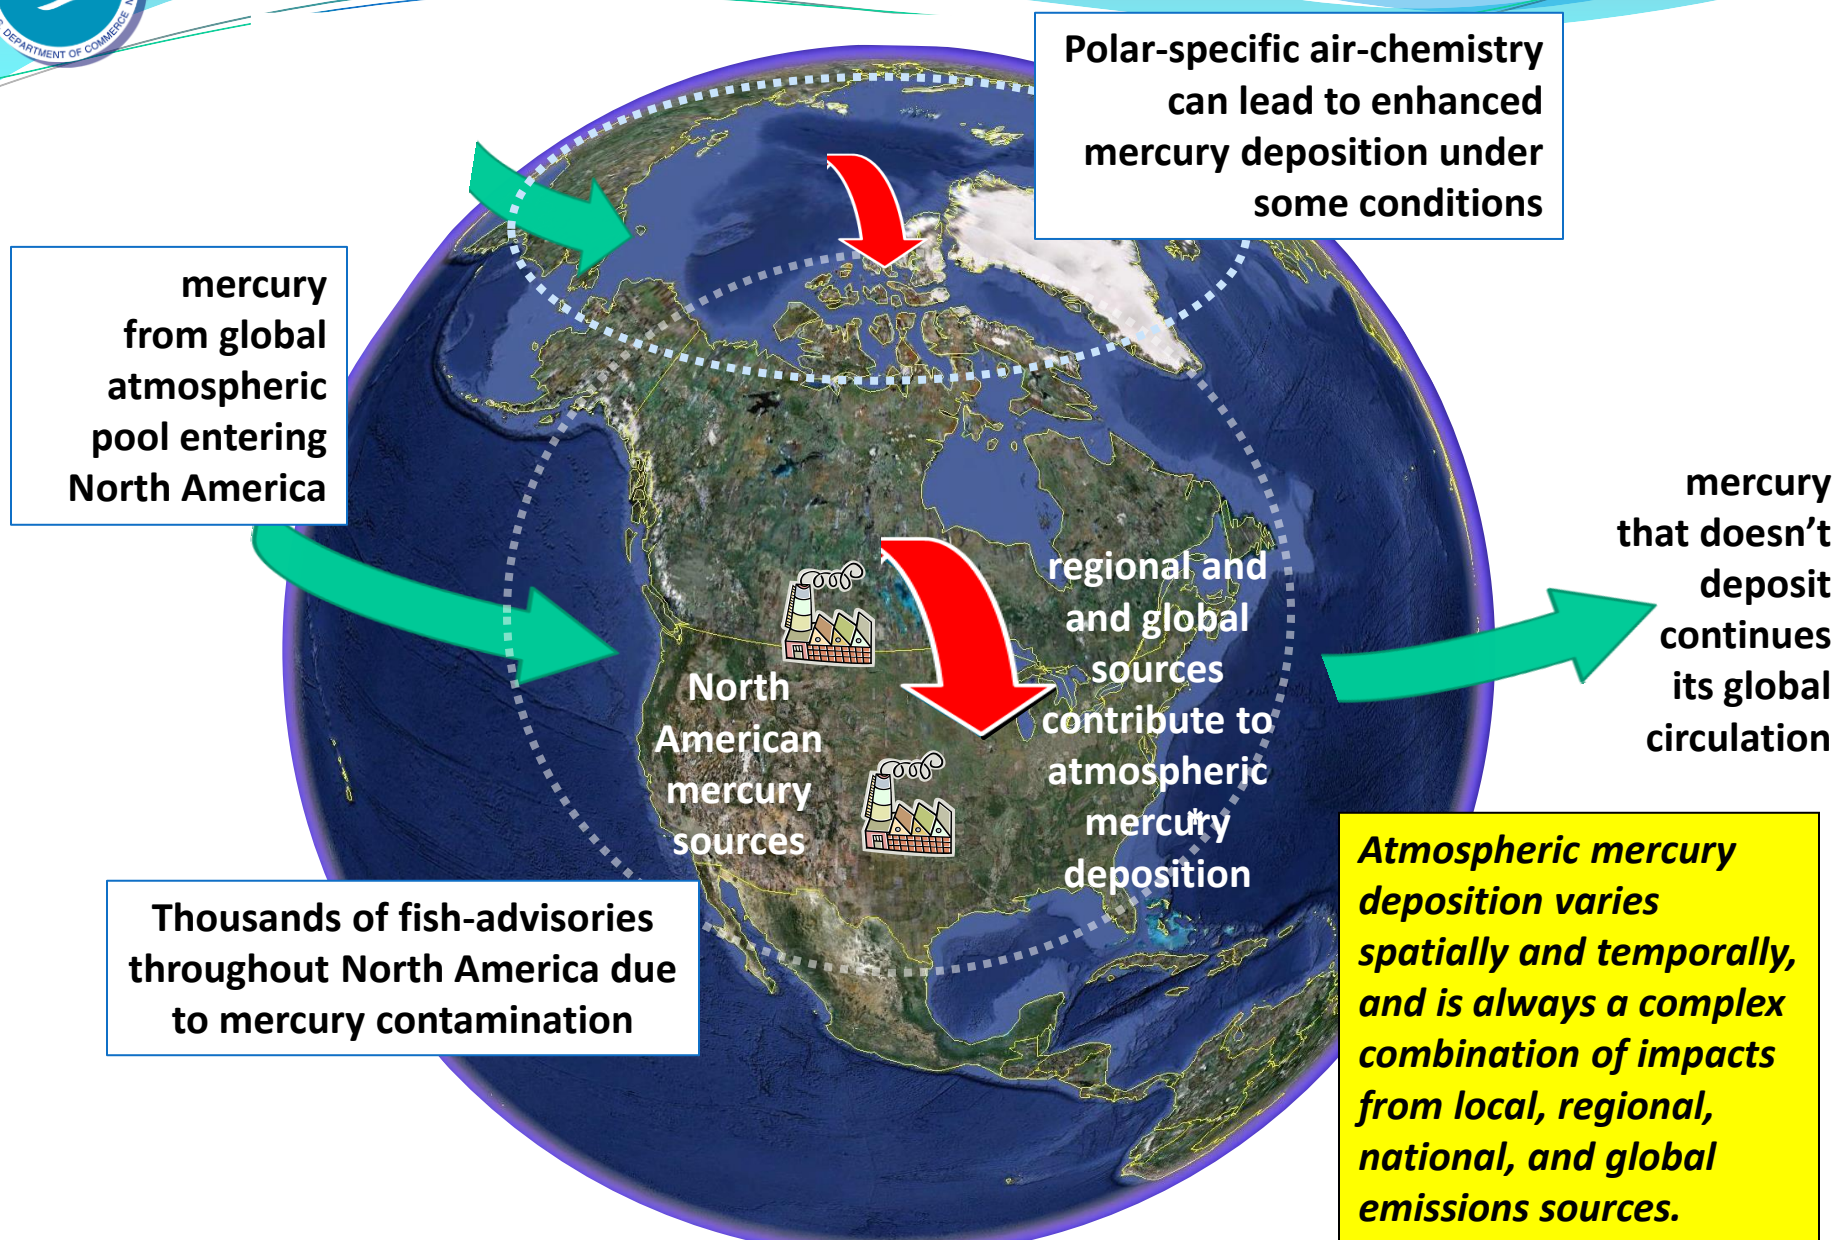 DEPARTMENT OF COMMERCE
Polar-specific air-chemistry
can lead to enhanced
mercury deposition under
some conditions
mercury
from global
atmospheric
pool entering
North America
mercury
that doesn’t
deposit
continues
its global
circulation
regional and
and global
sources
contribute to
atmospheric
mercury
deposition
*
North
American
mercury
sources
Thousands of fish-advisories
throughout North America due
to mercury contamination
Atmospheric mercury
deposition varies
spatially and temporally,
and is always a complex
combination of impacts
from local, regional,
national, and global
emissions sources.